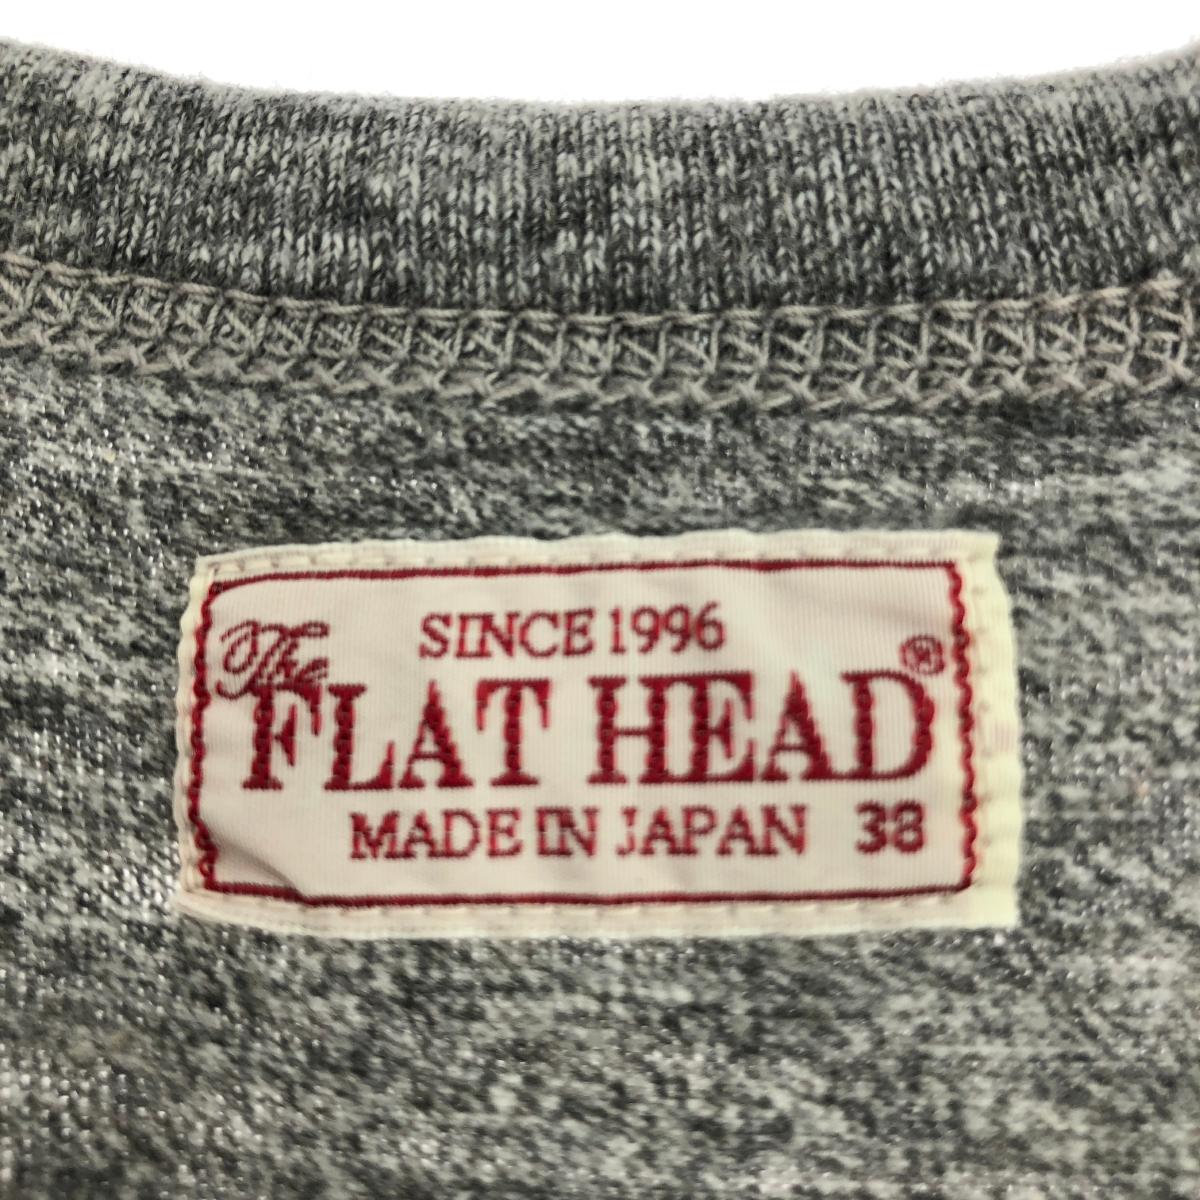 SINCE 1996
The
FLAT HEAD®
MADE IN JAPAN 38